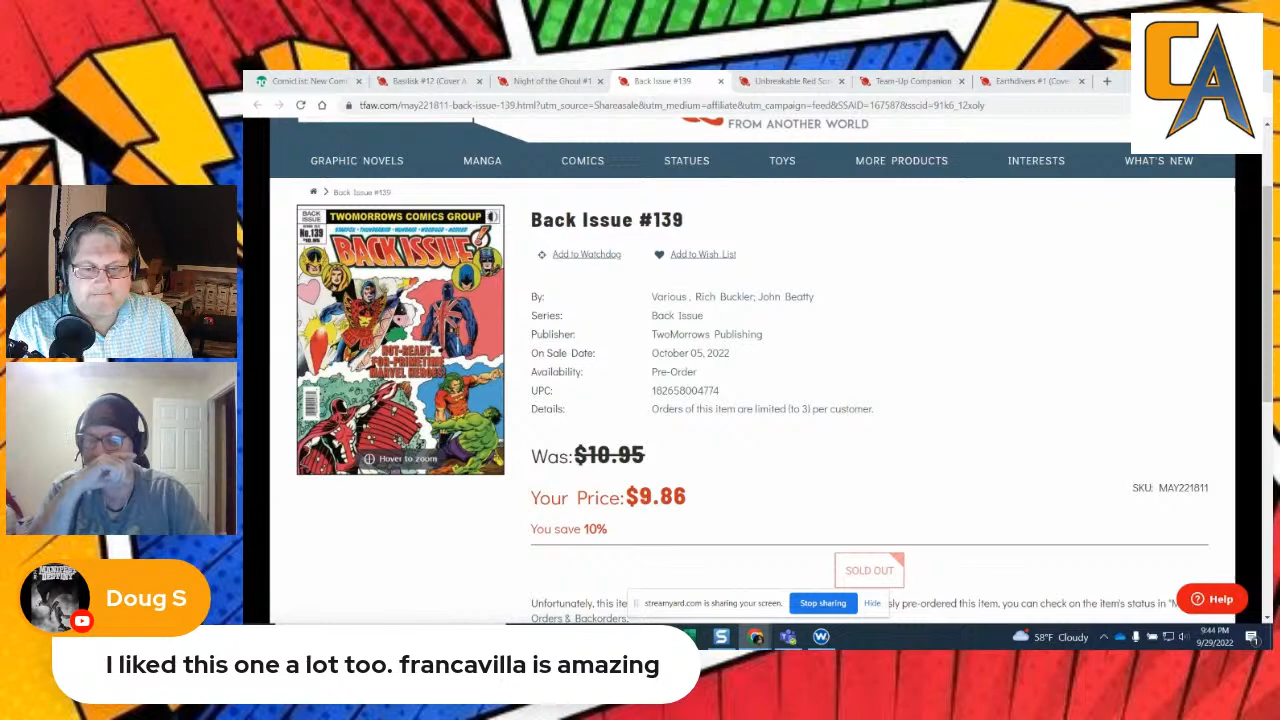 CA
ComicList: New Comi
Basilisk #12 (Cover A
Night of the Ghoul #1
Back Issue #139
Unbreakable Red Son
Team-Up Companion
Earthdivers #1 (Cove
tfaw.com/may221811-back-issue-139.html?utm_source=Shareasale&utm_medium=affiliate&utm_campaign=feed&SSAID=167587&sscid=91k6_12xoly
FROM ANOTHER WORLD
GRAPHIC NOVELS MANGA COMICS STATUES TOYS MORE PRODUCTS INTERESTS WHAT'S NEW
Back Issue #139
BACK ISSUE
TWOMORROWS COMICS GROUP
No.139
$10.95
BACK ISSUE
NOT-READY-
FOR-PRIMETIME
MARVEL HEROES!
Hover to zoom
Back Issue #139
Add to Watchdog Add to Wish List
By: Various , Rich Buckler; John Beatty
Series: Back Issue
Publisher: TwoMorrows Publishing
On Sale Date: October 05, 2022
Availability: Pre-Order
UPC: 182658004774
Details: Orders of this item are limited (to 3) per customer.
Was:$10.95
Your Price:$9.86
SKU: MAY221811
You save 10%
SOLD OUT
Unfortunately, this ite
sly pre-ordered this item, you can check on the item's status in "M
Orders & Backorders.
streamyard.com is sharing your screen. Stop sharing Hide
Help
58°F Cloudy
9:44 PM
9/29/2022
MANIFEST
DESTINY
Doug S
I liked this one a lot too. francavilla is amazing